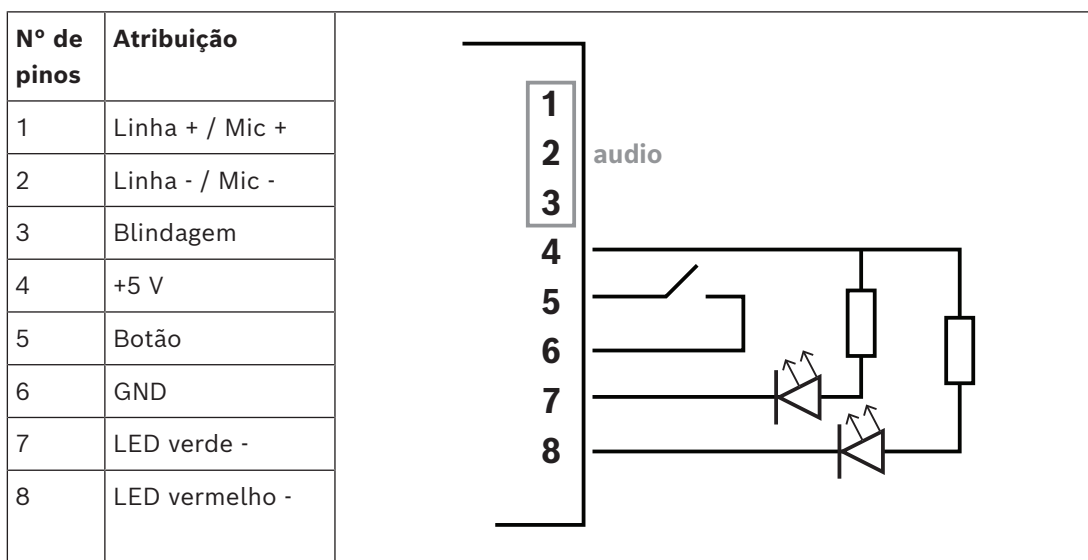 Nº de pinos Atribuição
1 Linha + / Mic +
2 Linha - / Mic -
3 Blindagem
4 +5 V
5 Botão
6 GND
7 LED verde -
8 LED vermelho -
1
2 audio
3
4
5
6
7
8